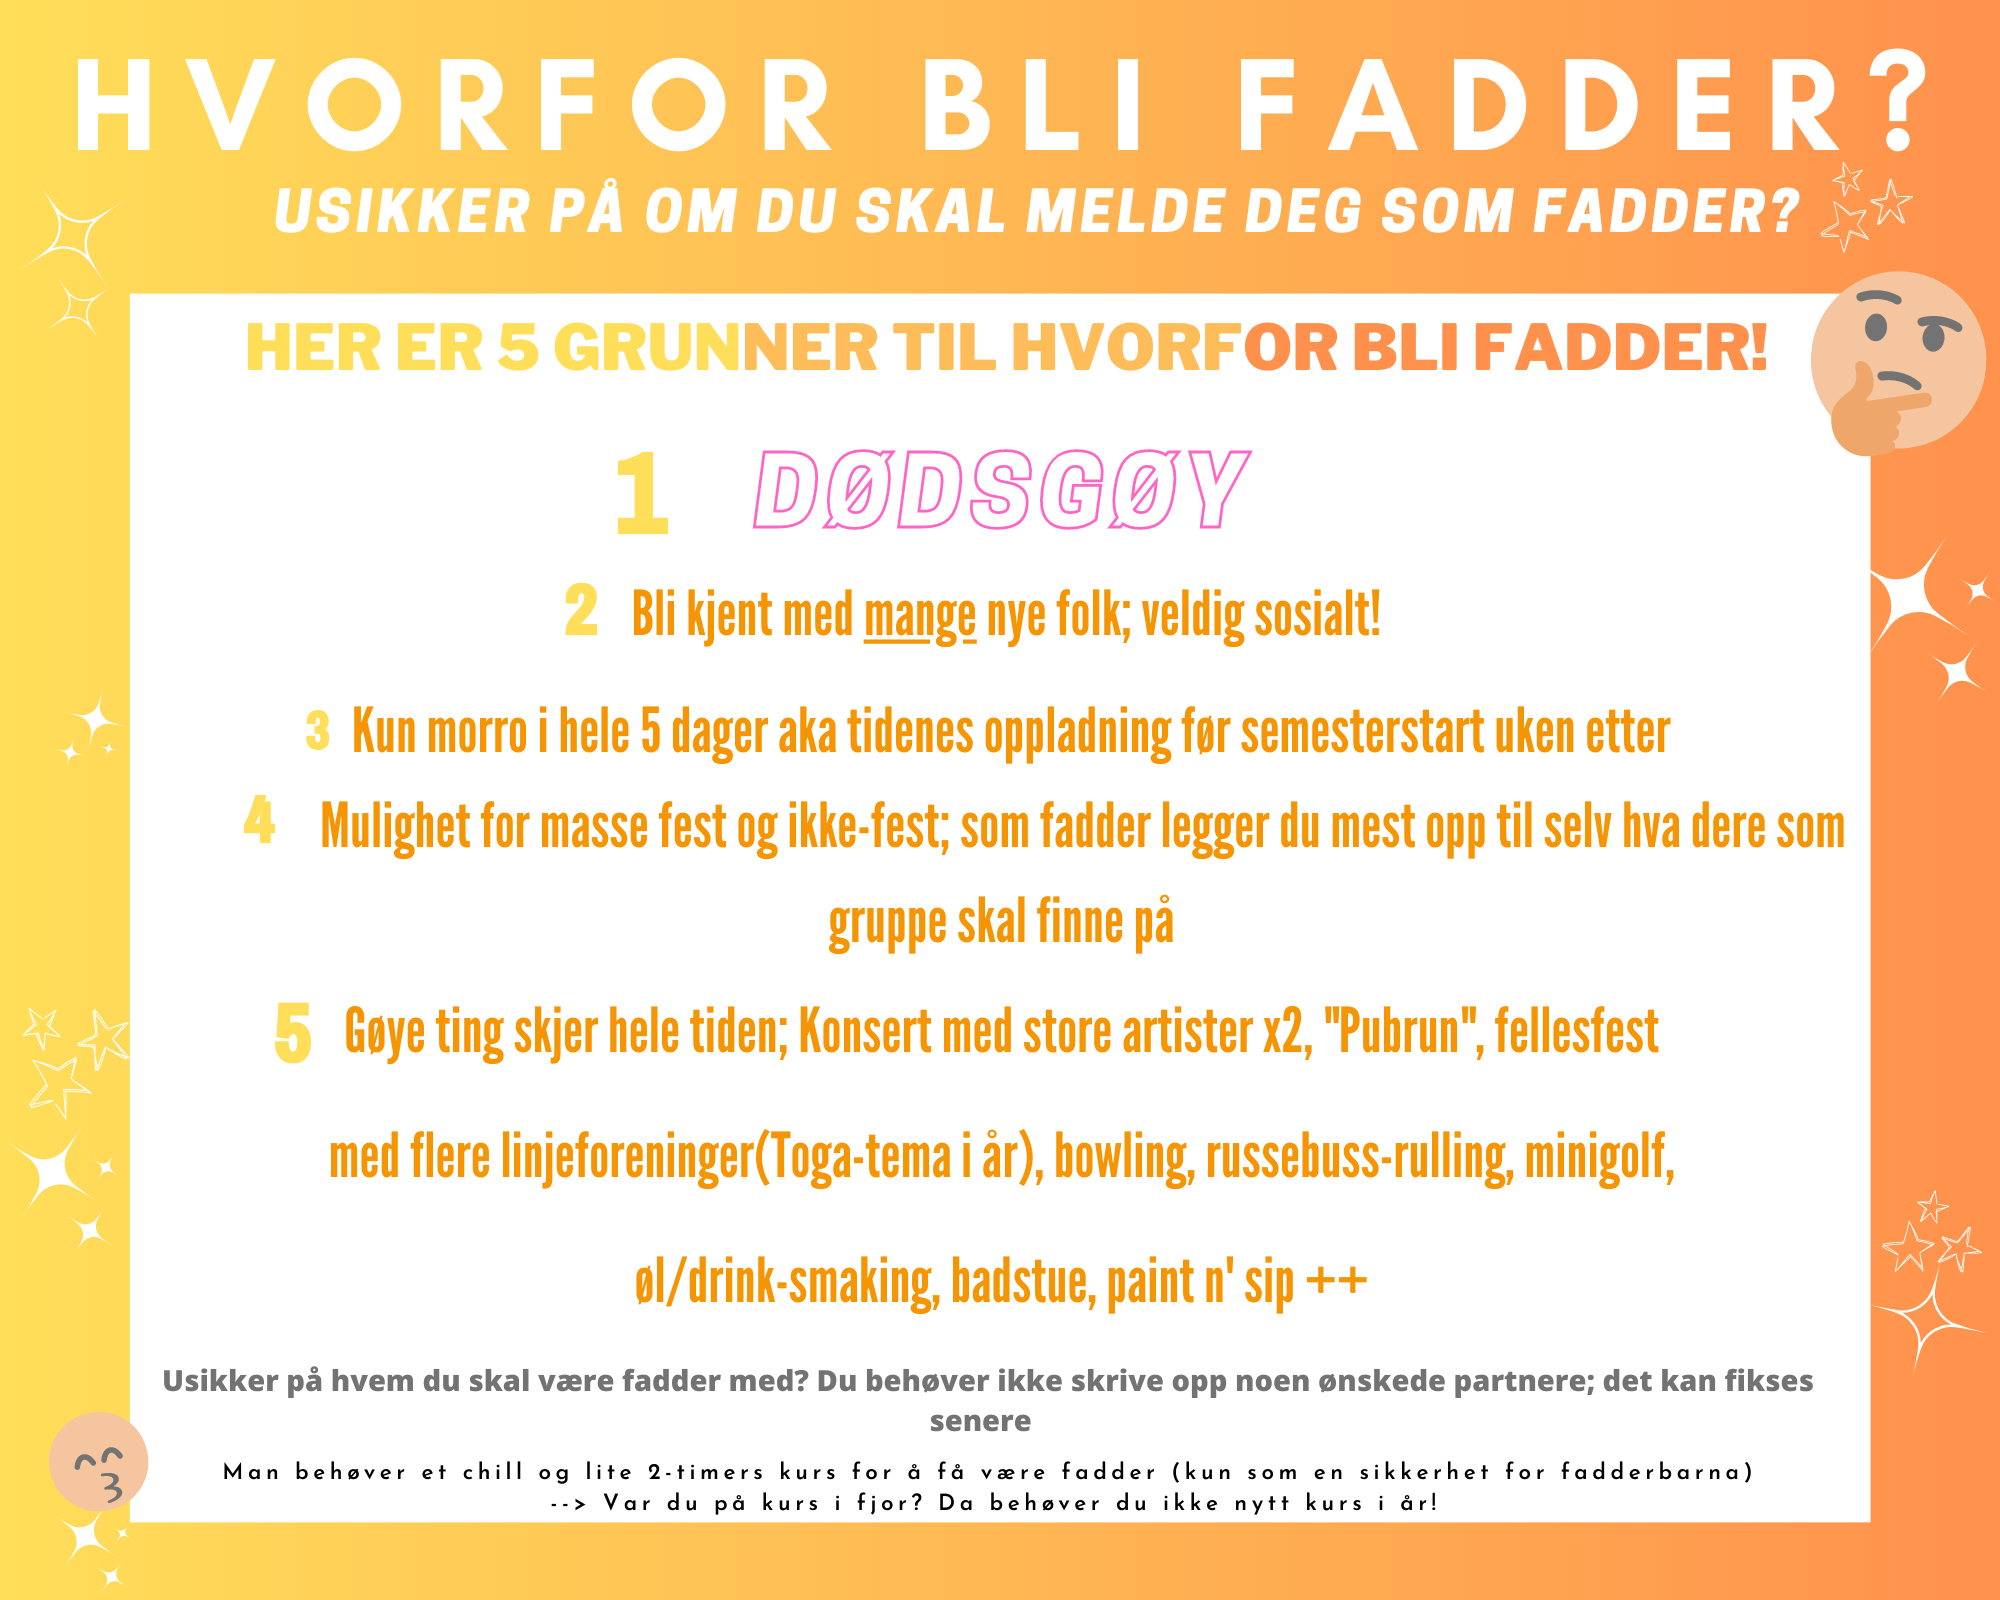 HVORFOR BLI FADDER?
USIKKER PÅ OM DU SKAL MELDE DEG SOM FADDER?
HER ER 5 GRUNNER TIL HVORFOR BLI FADDER!
1 DØDSGØY
2 Bli kjent med mange nye folk; veldig sosialt!
3 Kun morro i hele 5 dager aka tidenes oppladning før semesterstart uken etter
4 Mulighet for masse fest og ikke-fest; som fadder legger du mest opp til selv hva dere som
gruppe skal finne på
5 Gøye ting skjer hele tiden; Konsert med store artister x2, "Pubrun", fellesfest
med flere linjeforeninger(Toga-tema i år), bowling, russebuss-rulling, minigolf,
øl/drink-smaking, badstue, paint n' sip ++
Usikker på hvem du skal være fadder med? Du behøver ikke skrive opp noen ønskede partnere; det kan fikses
senere
Man behøver et chill og lite 2-timers kurs for å få være fadder (kun som en sikkerhet for fadderbarna)
--> Var du på kurs i fjor? Da behøver du ikke nytt kurs i år!